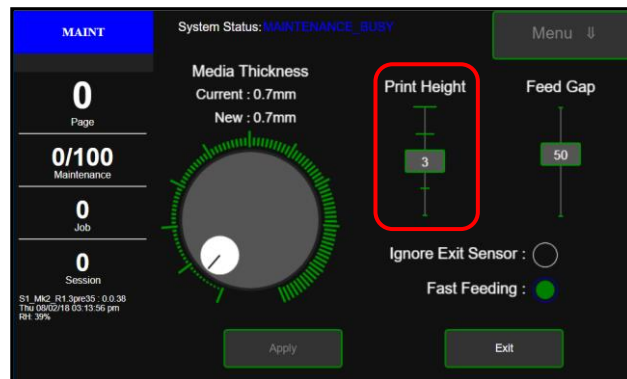 MAINT
System Status:MAINTENANCE_BUSY
Menu ⇓
0
Page
0/100
Maintenance
0
Job
0
Session
S1_Mk2_R1.3pre35 : 0.0.38
Thu 08/02/18 03:13:56 pm
RH: 39%
Media Thickness
Current : 0.7mm
New : 0.7mm
Print Height
3
Feed Gap
50
Ignore Exit Sensor :
Fast Feeding :
Apply
Exit